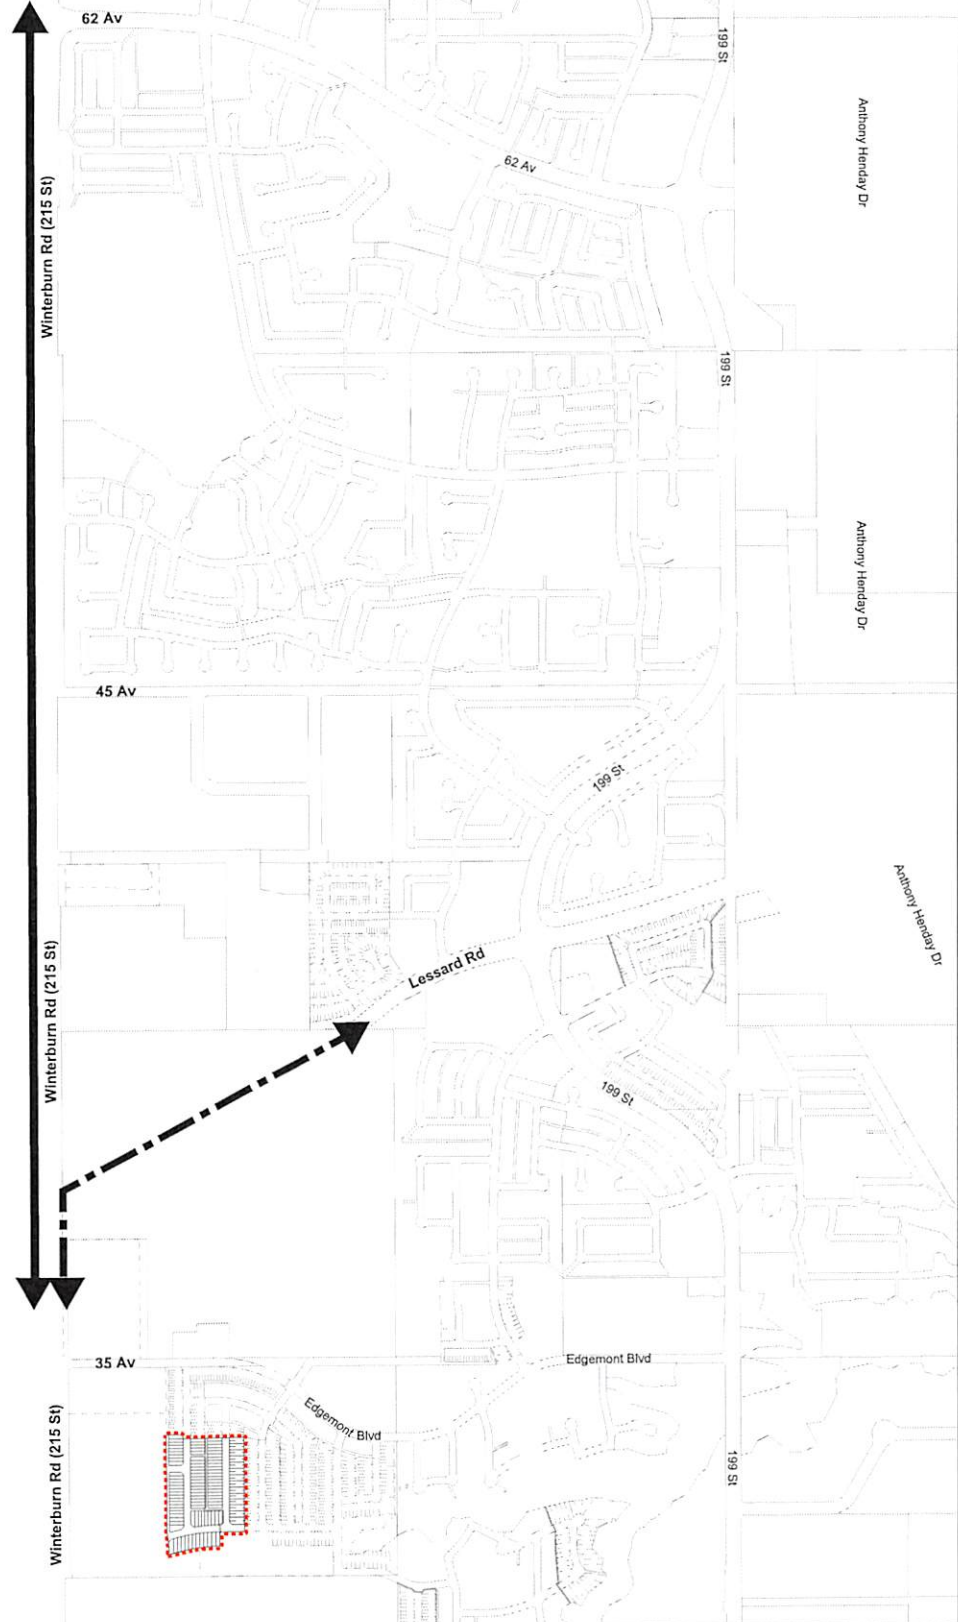 62 Av
199 St
Anthony Henday Dr
62 Av
Winterburn Rd (215 St)
199 St
Anthony Henday Dr
45 Av
199 St
Anthony Henday Dr
Lessard Rd
Winterburn Rd (215 St)
199 St
35 Av
Edgemont Blvd
Edgemont Blvd
Winterburn Rd (215 St)
199 St